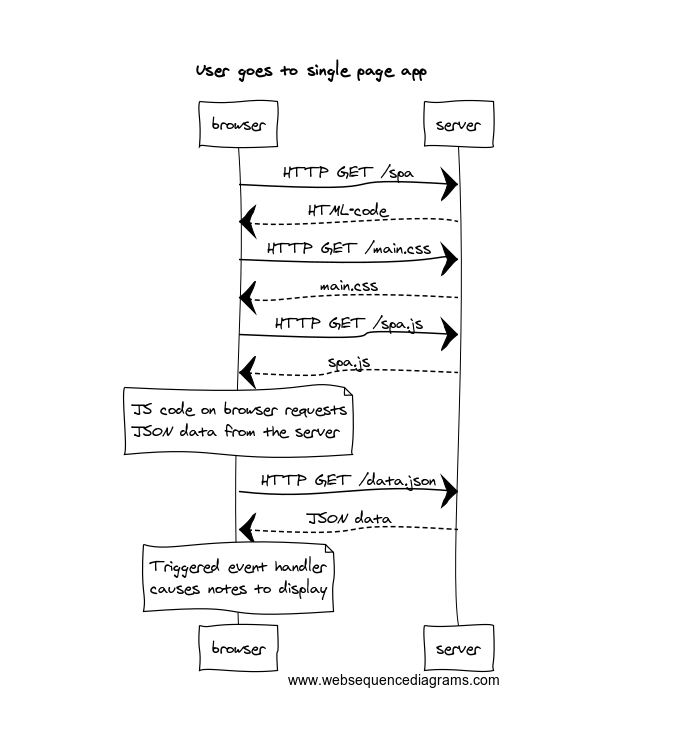 User goes to single page app
browser
server
HTTP GET /spa
HTML-code
HTTP GET /main.css
main.css
HTTP GET /spa.js
spa.js
JS code on browser requests
JSON data from the server
HTTP GET /data.json
JSON data
Triggered event handler
causes notes to display
browser
server
www.websequencediagrams.com